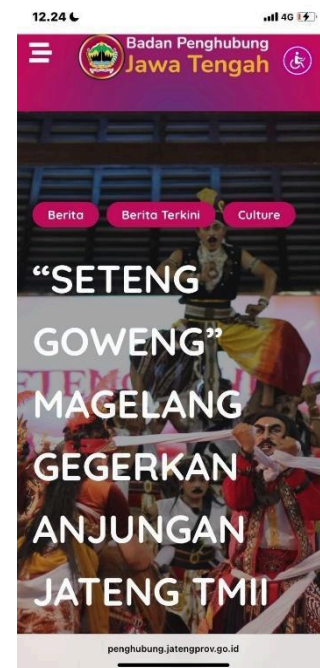 12.24
4G
Badan Penghubung
Jawa Tengah
Berita
Berita Terkini
Culture
“SETENG
GOWENG”
MAGELANG
GEGERKAN
ANJUNGAN
JATENG TMII
penghubung.jatengprov.go.id